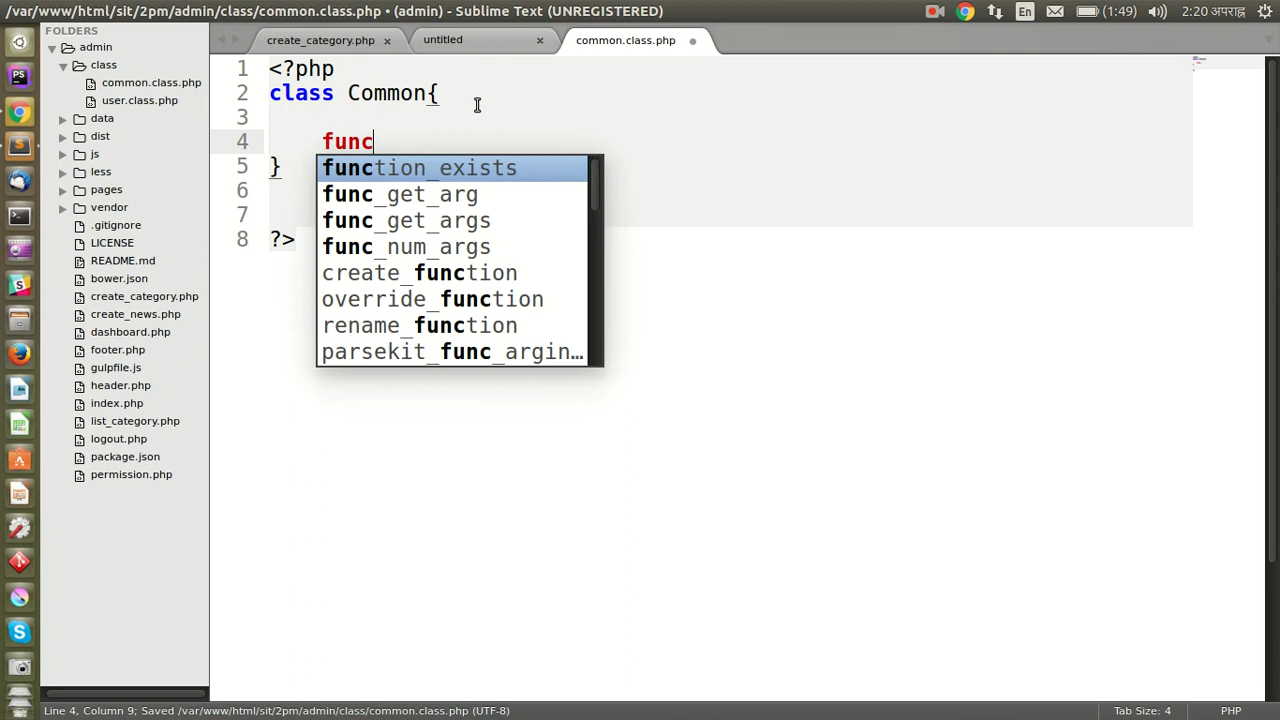 /var/www/html/sit/2pm/admin/class/common.class.php • (admin) - Sublime Text (UNREGISTERED)
En
(1:49)
2:20 अपराह्न
FOLDERS
admin
class
common.class.php
user.class.php
data
dist
js
less
pages
vendor
.gitignore
LICENSE
README.md
bower.json
create_category.php
create_news.php
dashboard.php
footer.php
gulpfile.js
header.php
index.php
list_category.php
logout.php
package.json
permission.php
create_category.php ×
untitled ×
common.class.php
1 <?php
2 class Common{
3
4 func
5 }
6
7
8 ?>
function_exists
func_get_arg
func_get_args
func_num_args
create_function
override_function
rename_function
parsekit_func_argin…
Line 4, Column 9; Saved /var/www/html/sit/2pm/admin/class/common.class.php (UTF-8)
Tab Size: 4
PHP